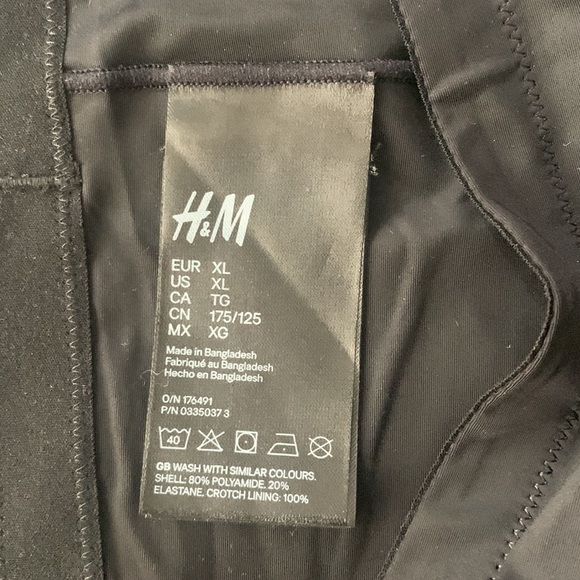 H&M
EUR XL
US XL
CA TG
CN 175/125
MX XG
Made in Bangladesh
Fabriqué au Bangladesh
Hecho en Bangladesh
O/N 176491
P/N 0335037 3
40
GB WASH WITH SIMILAR COLOURS.
SHELL: 80% POLYAMIDE. 20%
ELASTANE. CROTCH LINING: 100%